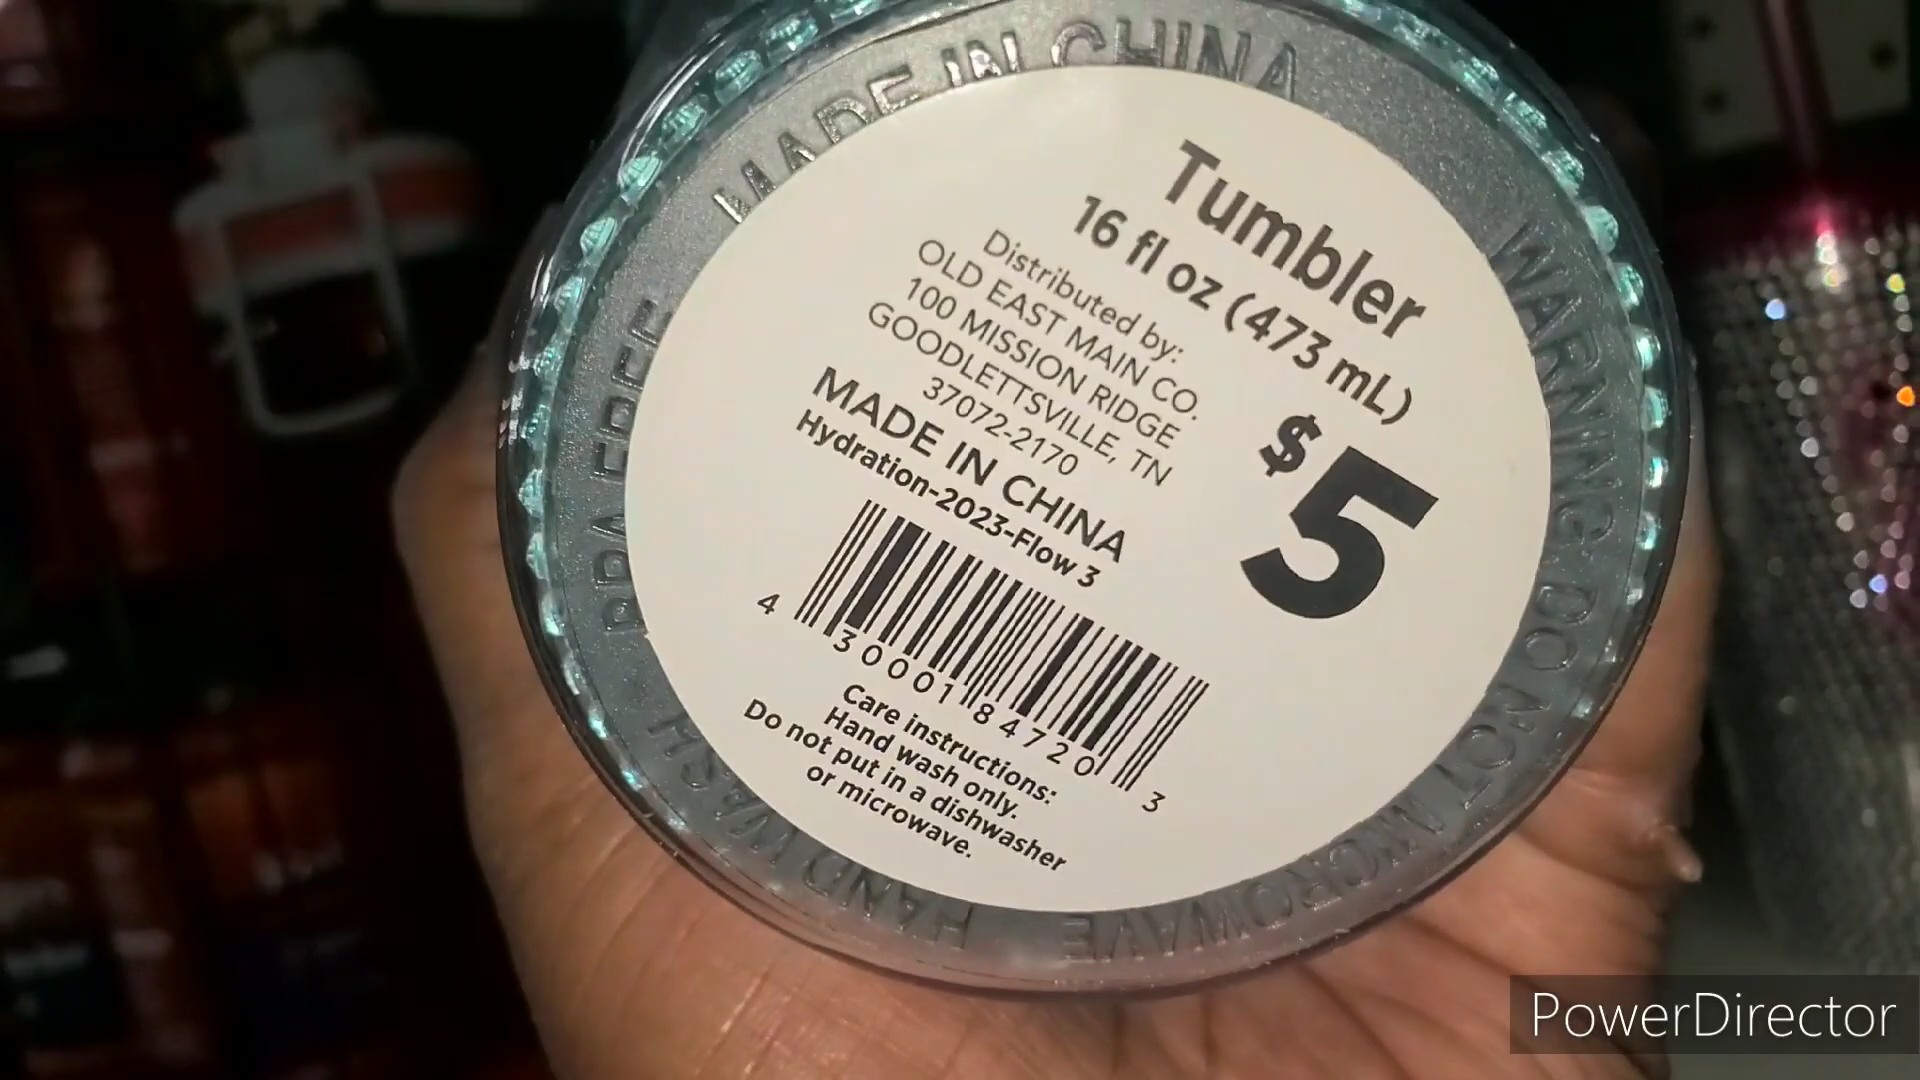 MADE IN CHINA
Tumbler
16 fl oz (473 mL)
Distributed by:
OLD EAST MAIN CO.
100 MISSION RIDGE
GOODLETTSVILLE, TN
37072-2170
MADE IN CHINA
Hydration-2023-Flow 3
$5
4 30001 84720 3
Care instructions:
Hand wash only.
Do not put in a dishwasher
or microwave.
WARNING: DO NOT MICROWAVE
HAND WASH
BPA FREE
PowerDirector